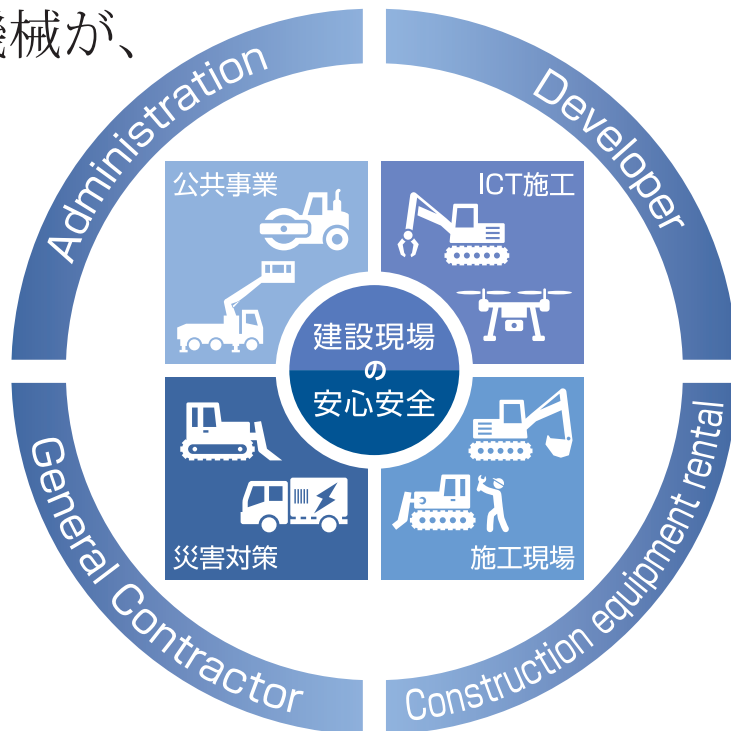 機械が、
Administration
Developer
公共事業
ICT施工
建設現場
の
安心安全
災害対策
施工現場
General Contractor
Construction equipment rental